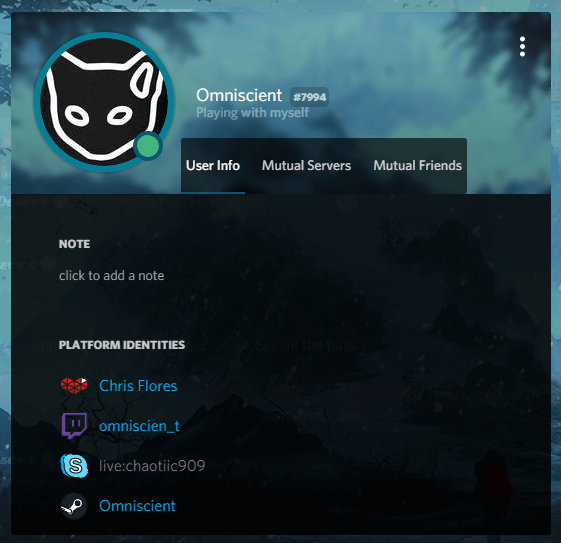 Omniscient #7994
Playing with myself
User Info Mutual Servers Mutual Friends
NOTE
click to add a note
PLATFORM IDENTITIES
Chris Flores
omniscien_t
live:chaotiic909
Omniscient